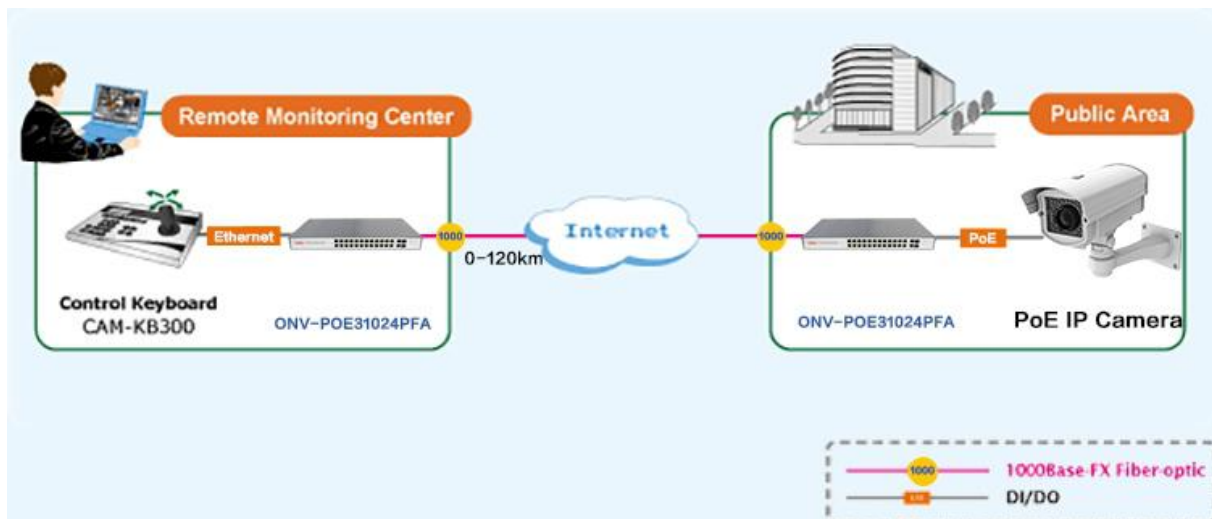 Remote Monitoring Center
Public Area
Ethernet
1000
0-120km
Internet
1000
PoE
Control Keyboard
CAM-KB300
ONV-POE31024PFA
ONV-POE31024PFA
PoE IP Camera
1000
1000Base-FX Fiber-optic
DI/DO